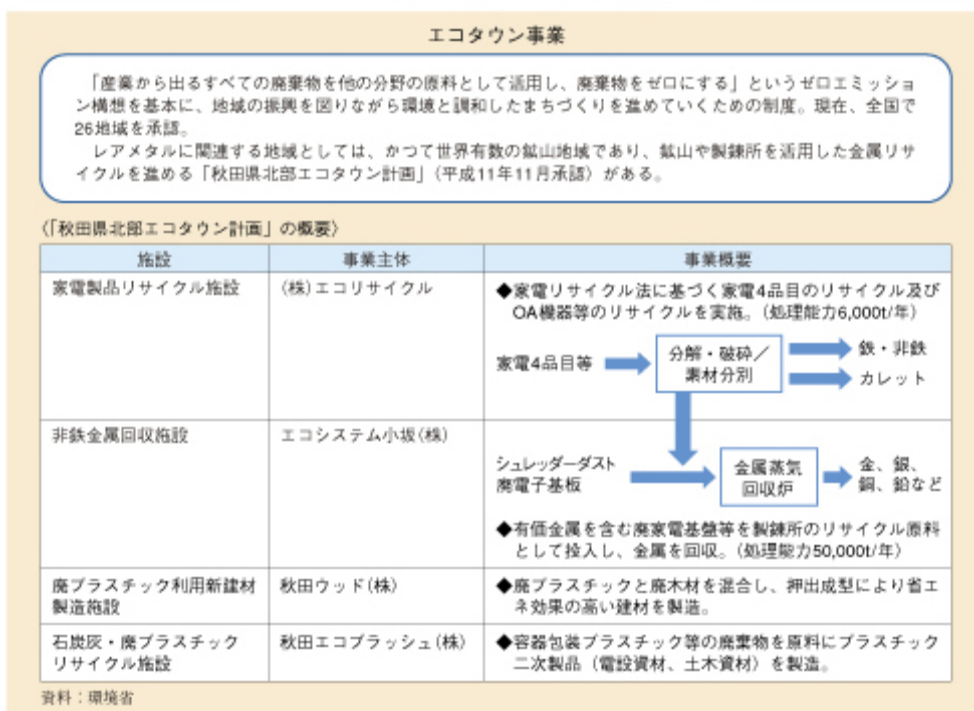 エコタウン事業
「産業から出るすべての廃棄物を他の分野の原料として活用し、廃棄物をゼロにする」というゼロエミッショ
ン構想を基本に、地域の振興を図りながら環境と調和したまちづくりを進めていくための制度。現在、全国で
26地域を承認。
レアメタルに関連する地域としては、かつて世界有数の鉱山地域であり、鉱山や製錬所を活用した金属リサ
イクルを進める「秋田県北部エコタウン計画」(平成11年11月承認)がある。
〈「秋田県北部エコタウン計画」の概要〉
施設 事業主体 事業概要
家電製品リサイクル施設 (株)エコリサイクル ◆家電リサイクル法に基づく家電4品目のリサイクル及び
OA機器等のリサイクルを実施。(処理能力6,000t/年)
家電4品目等
分解・破砕/
素材分別
鉄・非鉄
カレット
非鉄金属回収施設 エコシステム小坂(株)
シュレッダーダスト
廃電子基板
金属蒸気
回収炉
金、銀、
銅、鉛など
◆有価金属を含む廃家電基盤等を製錬所のリサイクル原料
として投入し、金属を回収。(処理能力50,000t/年)
廃プラスチック利用新建材
製造施設
秋田ウッド(株)
◆廃プラスチックと廃木材を混合し、押出成型により省エ
ネ効果の高い建材を製造。
石炭灰・廃プラスチック
リサイクル施設
秋田エコプラッシュ(株)
◆容器包装プラスチック等の廃棄物を原料にプラスチック
二次製品(電設資材、土木資材)を製造。
資料:環境省